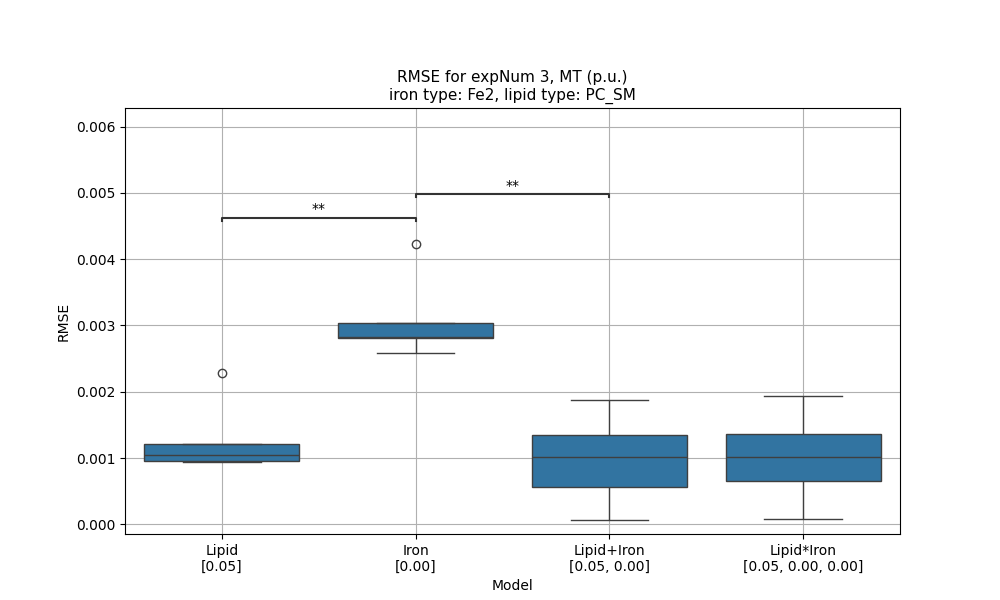 RMSE for expNum 3, MT (p.u.)
iron type: Fe2, lipid type: PC_SM
0.006
0.005
0.004
0.003
0.002
0.001
0.000
RMSE
**
**
Lipid
[0.05]
Iron
[0.00]
Lipid+Iron
[0.05, 0.00]
Lipid*Iron
[0.05, 0.00, 0.00]
Model